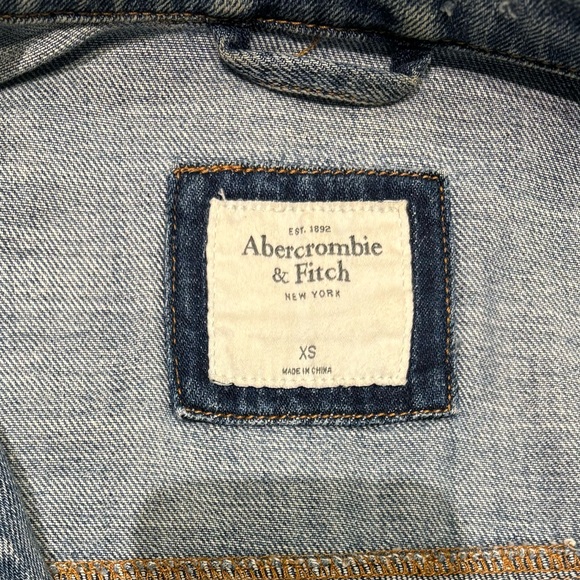 EST. 1892
Abercrombie
& Fitch
NEW YORK
XS
MADE IN CHINA